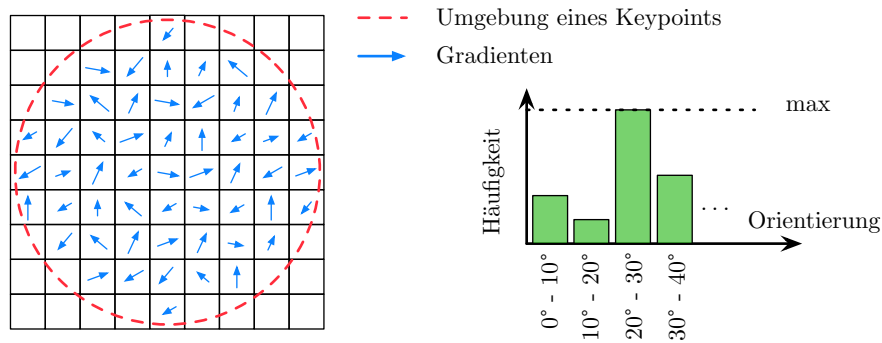 Umgebung eines Keypoints
Gradienten
max
Häufigkeit
...
Orientierung
0° - 10°
10° - 20°
20° - 30°
30° - 40°